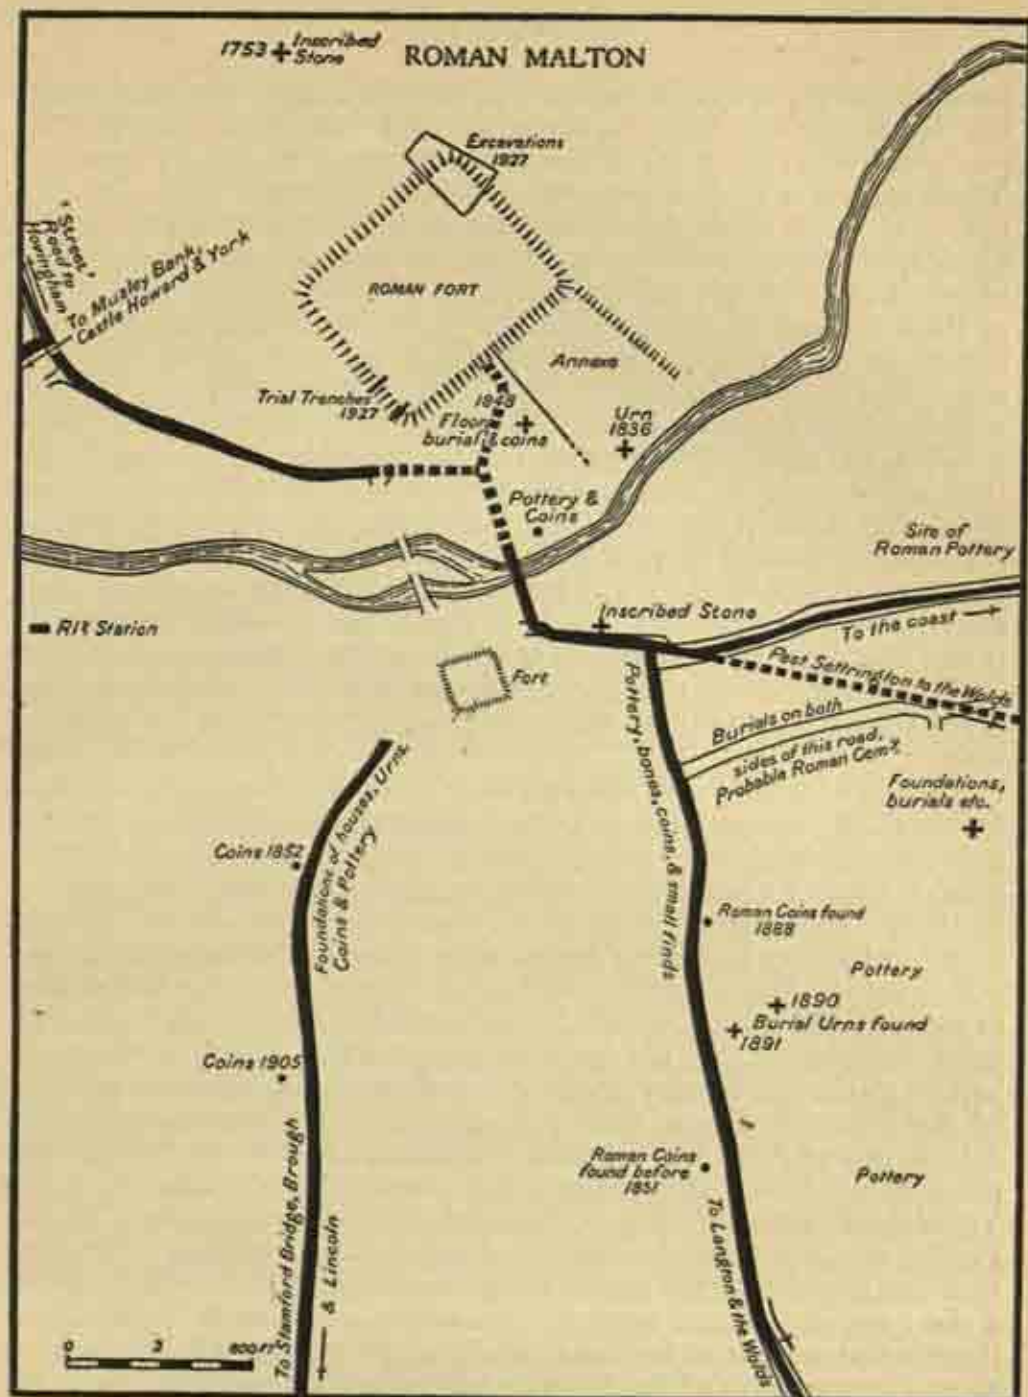 ROMAN MALTON
1753 Inscribed
Stone
Excavations
1927
'Street'
Road to
Hovingham
To Musley Bank,
Castle Howard & York
ROMAN FORT
Annexe
Trial Trenches
1927
1848
Floors
burial & coins
Urn
1836
Pottery &
Coins
Site of
Roman Pottery
Rly Station
Inscribed Stone
To the coast
Past Settrington to the Wolds
Fort
Burials on both
sides of this road.
Probable Roman Cemy.
Foundations,
burials etc.
Pottery, bones, coins, & small finds
Foundations of houses, Urns,
Coins & Pottery
Coins 1852
Roman Coins found
1888
Pottery
1890
Burial Urns found
1891
Coins 1905
Roman Coins
found before
1851
Pottery
To Stamford Bridge, Brough
& Lincoln
To Langton & the Wolds
0
800 Ft